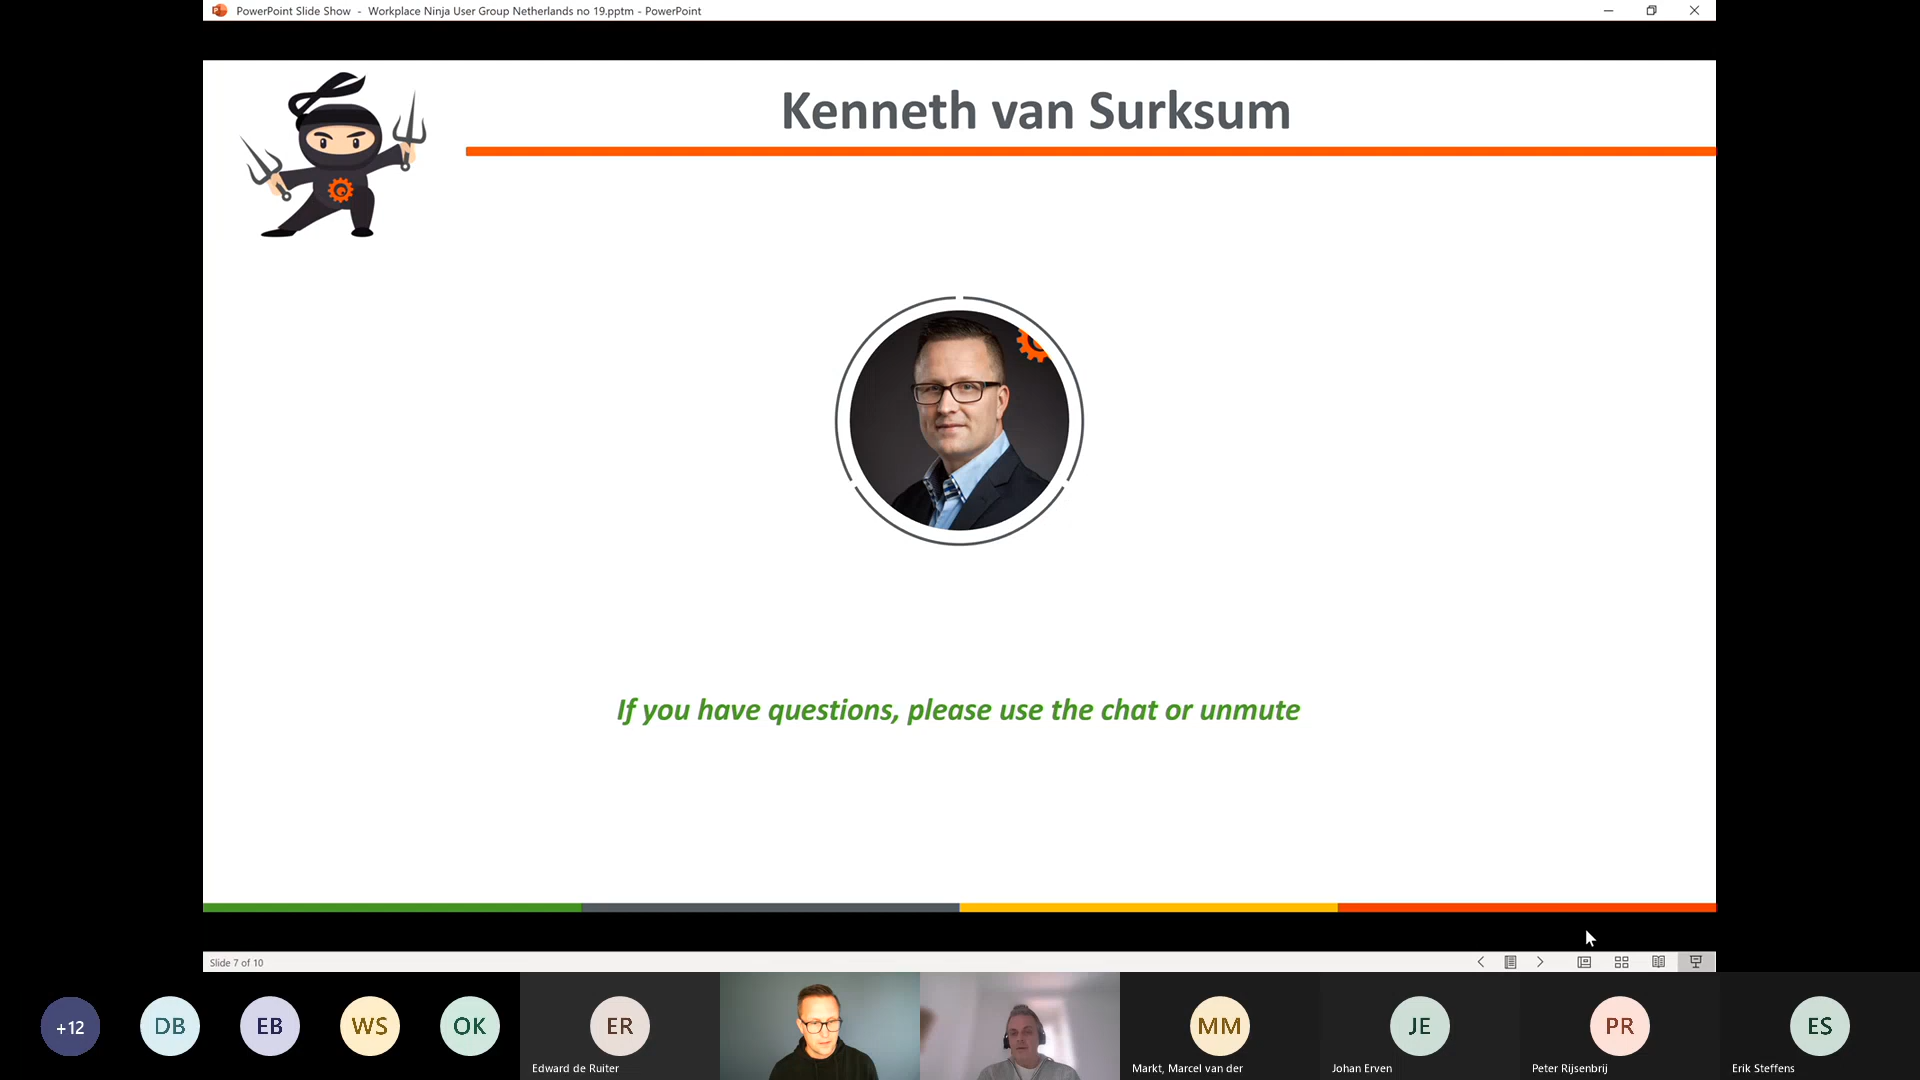 PowerPoint Slide Show - Workplace Ninja User Group Netherlands no 19.pptm - PowerPoint
Kenneth van Surksum
If you have questions, please use the chat or unmute
Slide 7 of 10
+12
DB
EB
WS
OK
ER
MM
JE
PR
ES
Edward de Ruiter
Markt, Marcel van der
Johan Erven
Peter Rijsenbrij
Erik Steffens